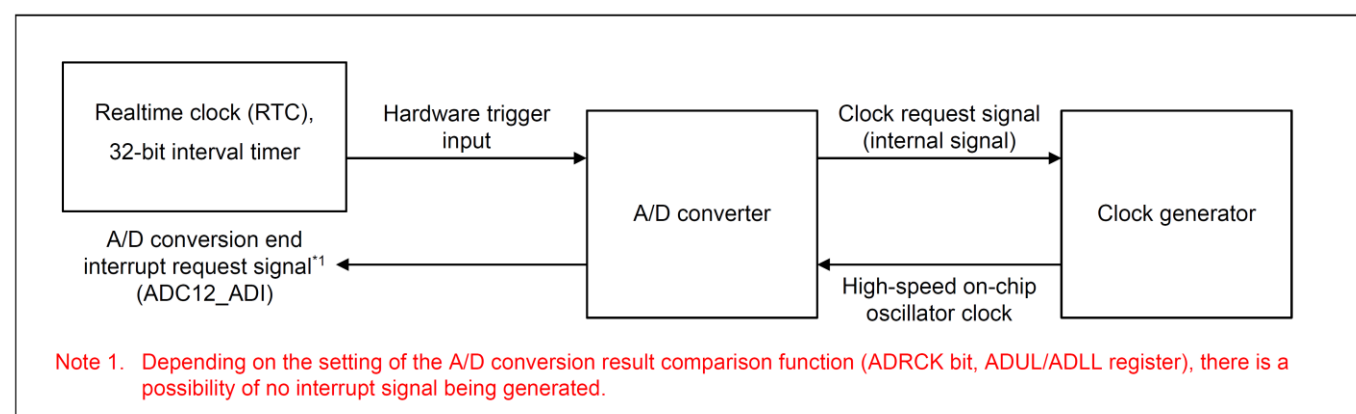 Realtime clock (RTC),
32-bit interval timer
Hardware trigger
input
A/D converter
Clock request signal
(internal signal)
Clock generator
A/D conversion end
interrupt request signal*1
(ADC12_ADI)
High-speed on-chip
oscillator clock
Note 1. Depending on the setting of the A/D conversion result comparison function (ADRCK bit, ADUL/ADLL register), there is a
possibility of no interrupt signal being generated.